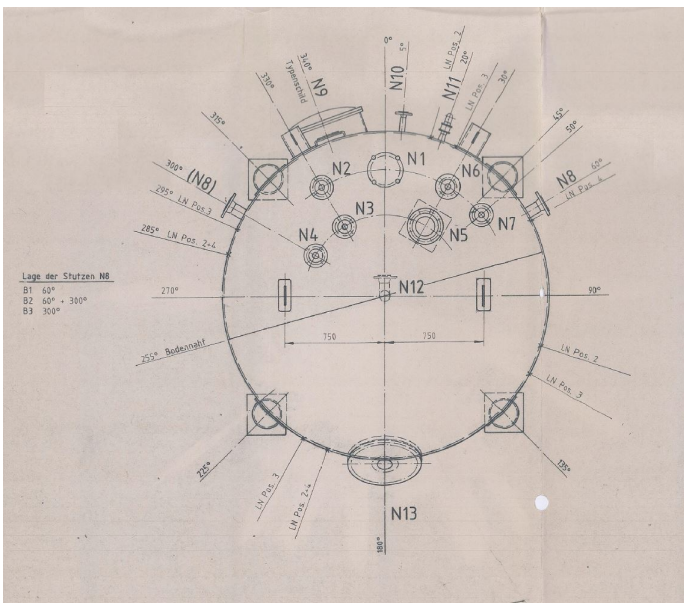 0°
5°
LN Pos. 2
20°
LN Pos. 3
30°
340°
Typenschild
330°
N9
N10
N11
315°
45°
50°
300°
(N8)
N2
N1
N6
N8
60°
295°
LN Pos. 3
N3
N5
N7
285°
LN Pos. 2+4
N4
Lage der Stutzen N8
B1 60°
B2 60° + 300°
B3 300°
270°
N12
90°
750
750
255° Bodennaht
LN Pos. 2
LN Pos. 3
225°
135°
LN Pos. 3
LN Pos. 2+4
N13
180°